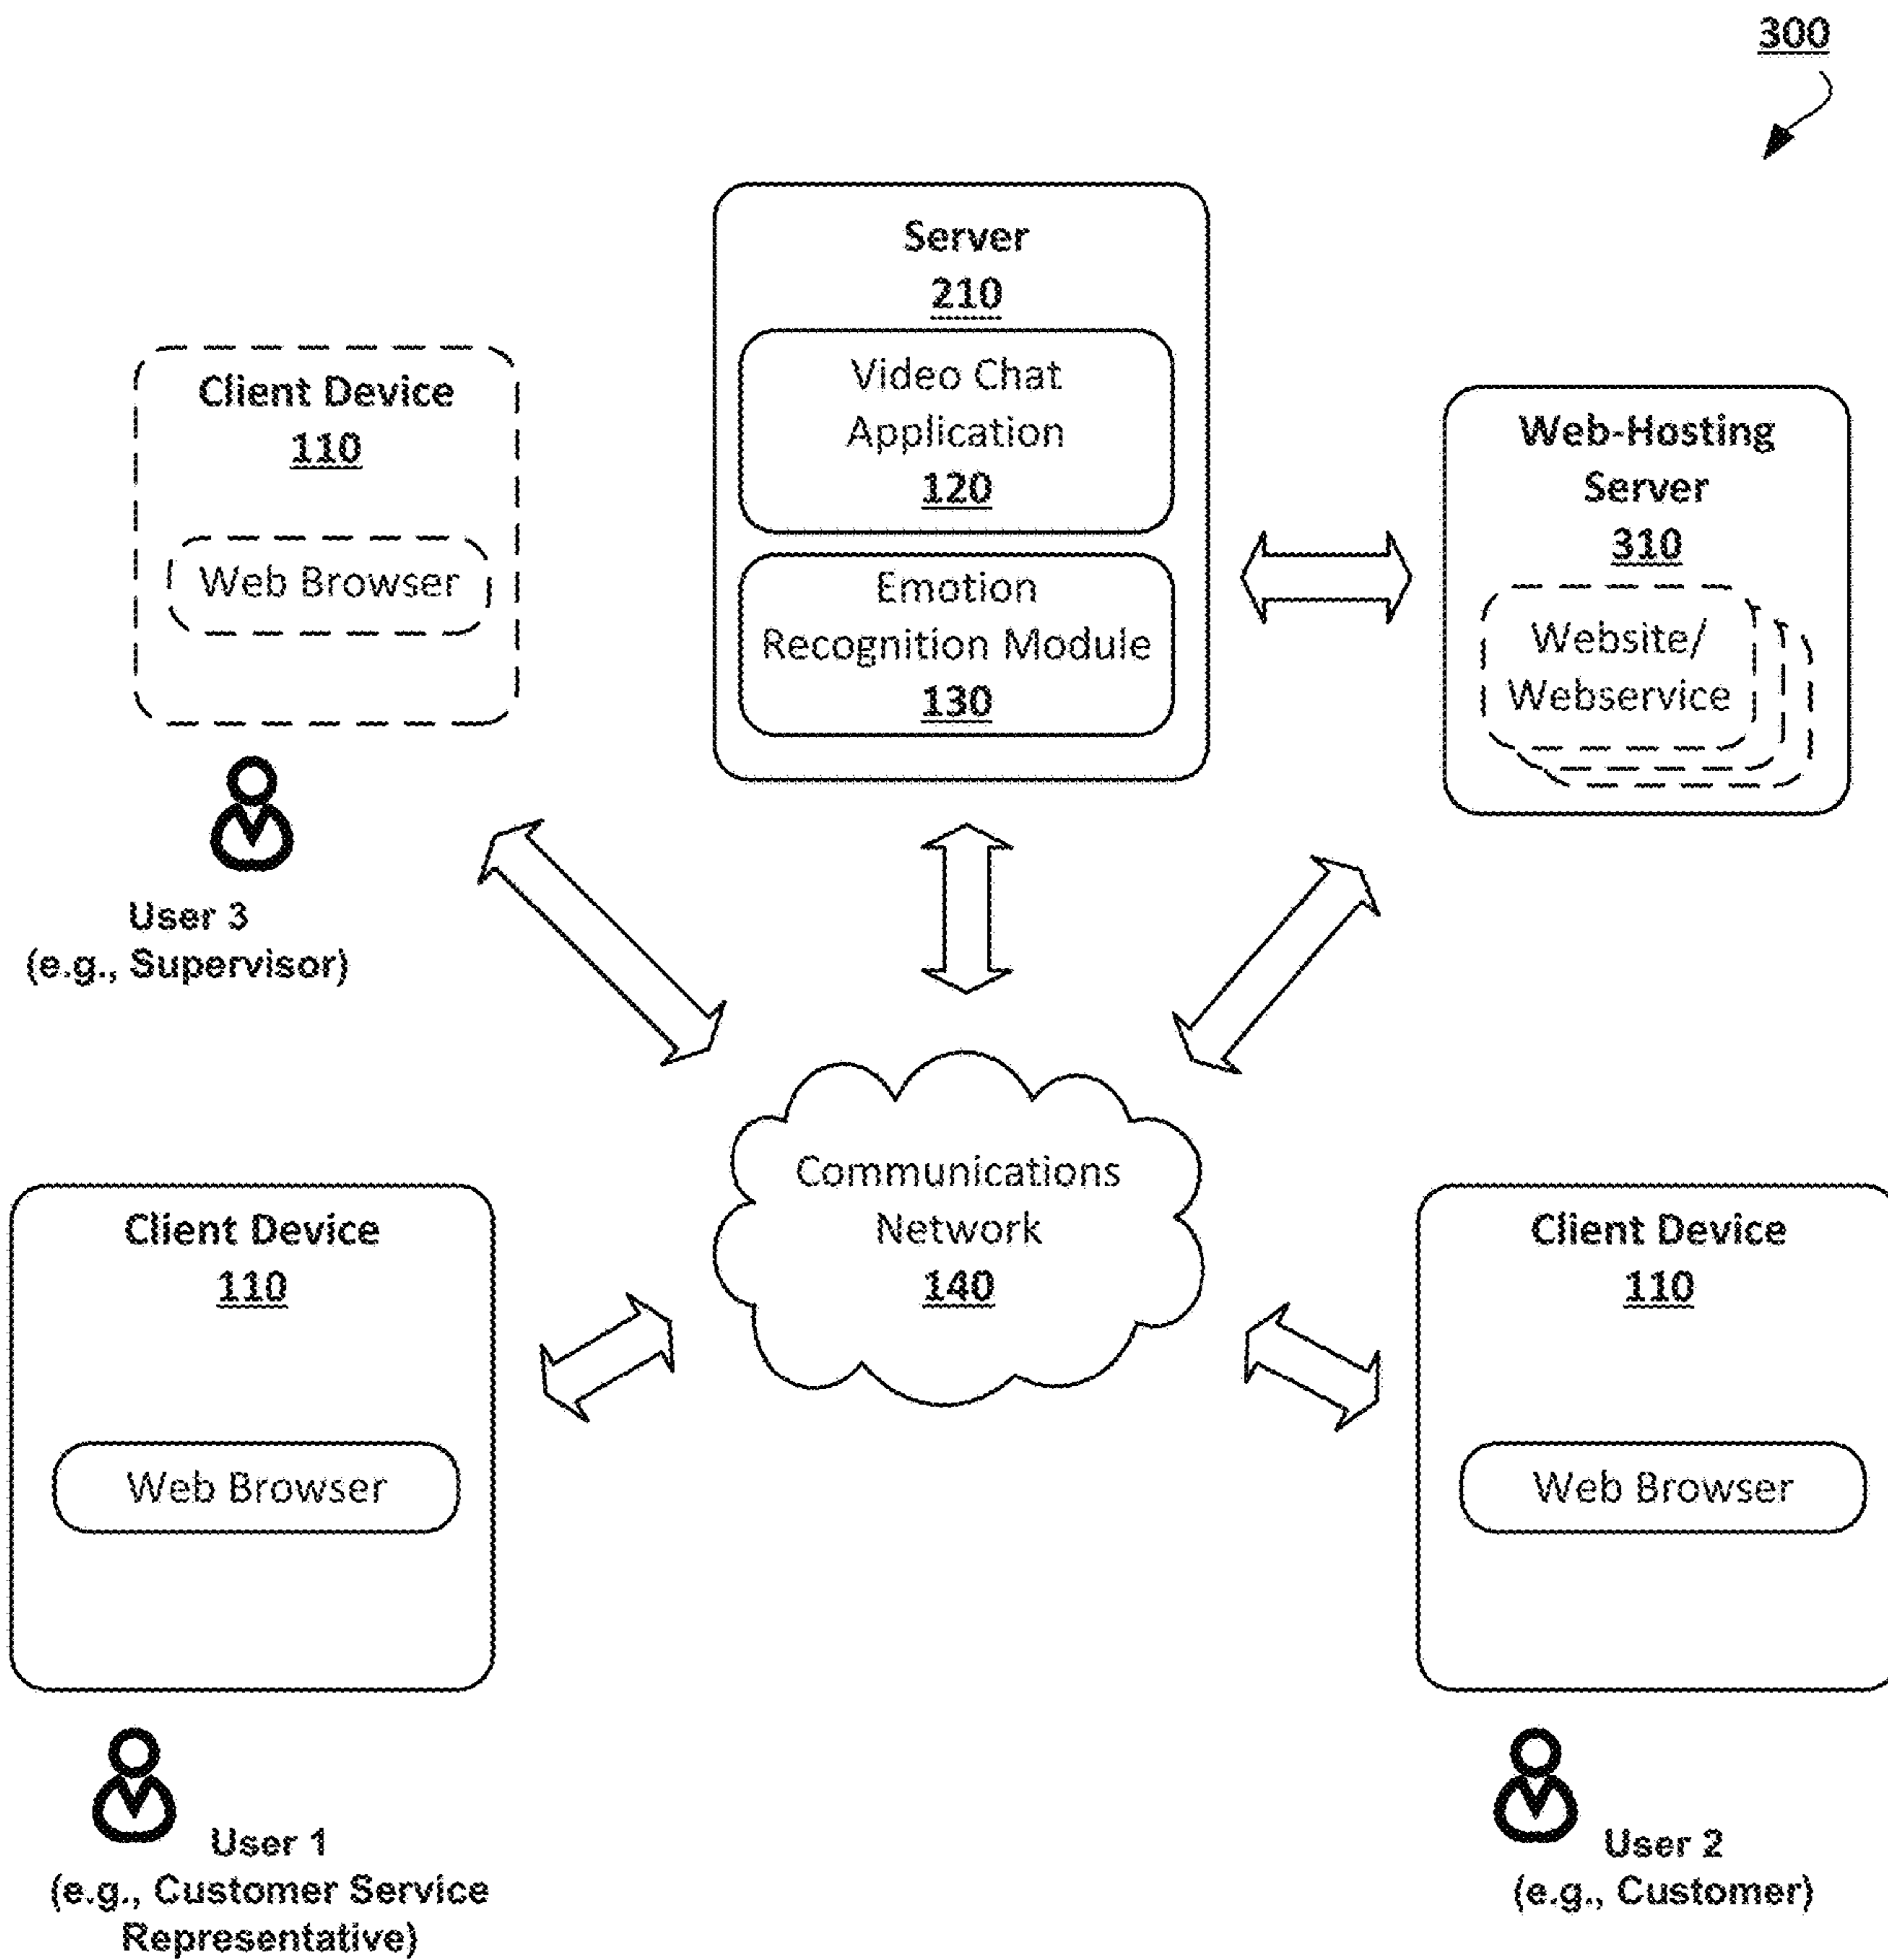 300
Server
210
Video Chat
Application
120
Emotion
Recognition Module
130
Client Device
110
Web Browser
User 3
(e.g., Supervisor)
Web-Hosting
Server
310
Website/
Webservice
Communications
Network
140
Client Device
110
Web Browser
User 1
(e.g., Customer Service
Representative)
Client Device
110
Web Browser
User 2
(e.g., Customer)